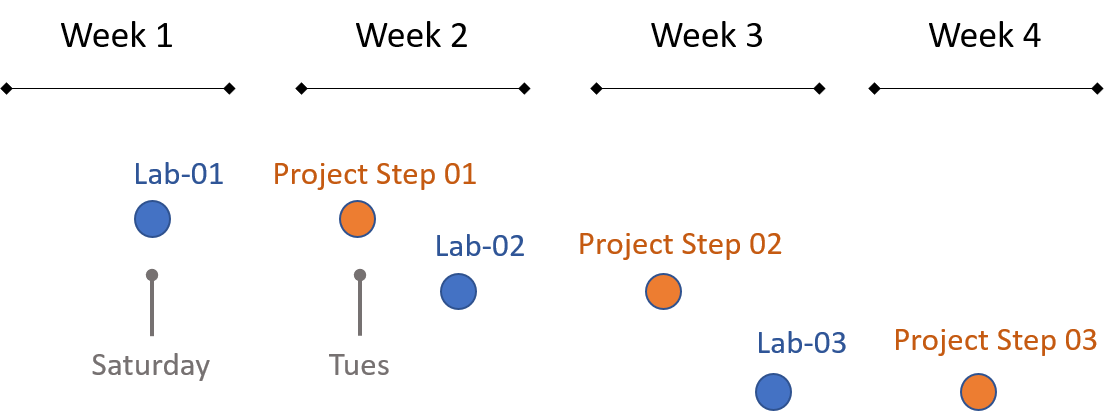 Week 1
Week 2
Week 3
Week 4
Lab-01
Project Step 01
Lab-02
Project Step 02
Lab-03
Project Step 03
Saturday
Tues